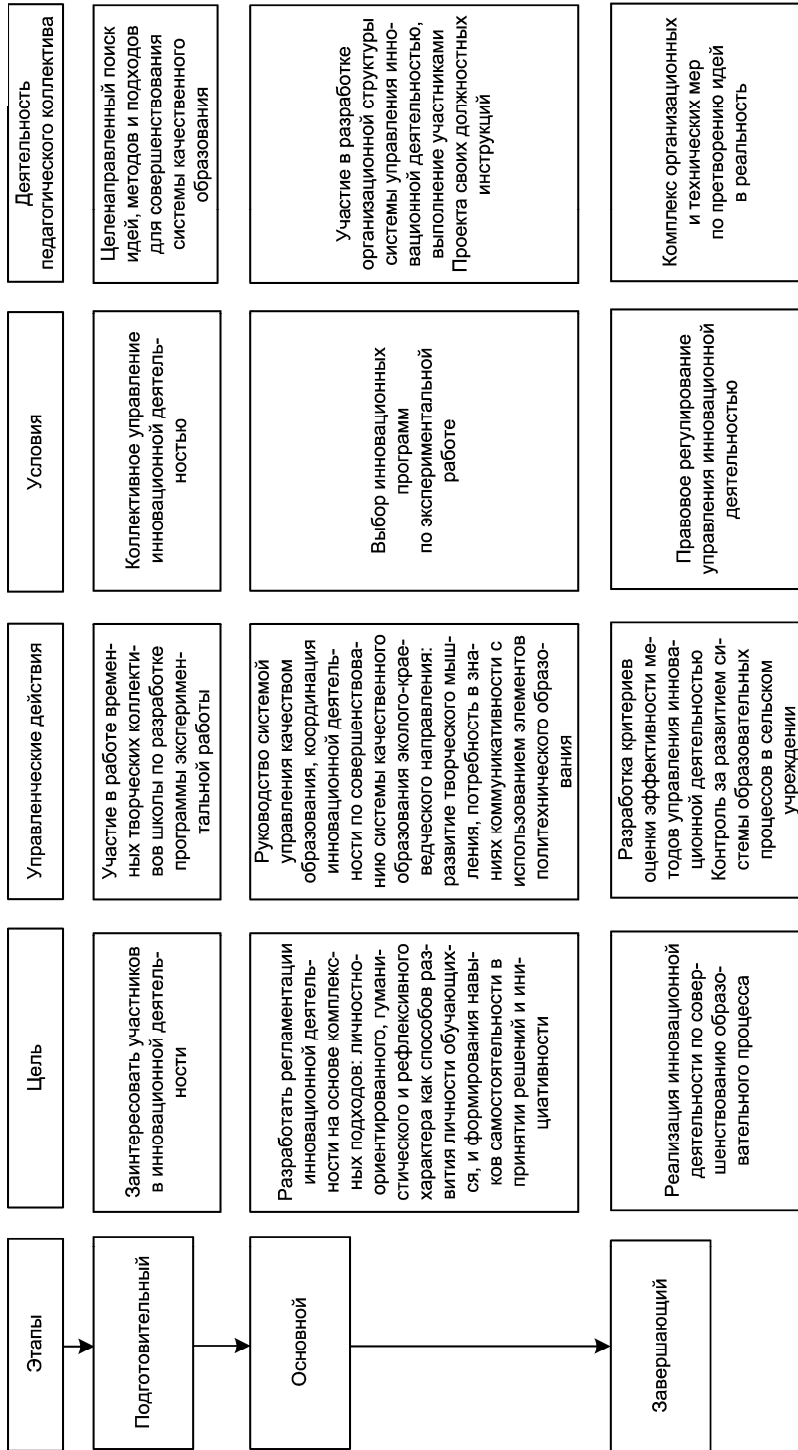 Этапы
Цель
Управленческие действия
Условия
Деятельность
педагогического коллектива
Подготовительный
Заинтересовать участников
в инновационной деятель-
ности
Участие в работе времен-
ных творческих коллекти-
вов школы по разработке
программы эксперимен-
тальной работы
Коллективное управление
инновационной деятель-
ностью
Целенаправленный поиск
идей, методов и подходов
для совершенствования
системы качественного
образования
Основной
Разработать регламентации
инновационной деятель-
ности на основе комплекс-
ных подходов: личностно-
ориентированного, гумани-
стического и рефлексивного
характера как способов раз-
вития личности обучающих-
ся, и формирования навы-
ков самостоятельности в
принятии решений и ини-
циативности
Руководство системой
управления качеством
образования, координация
инновационной деятель-
ности по совершенствова-
нию системы качественного
образования эколого-крае-
ведческого направления:
развитие творческого мыш-
ления, потребность в зна-
ниях коммуникативности с
использованием элементов
политехнического образо-
вания
Выбор инновационных
программ
по экспериментальной
работе
Участие в разработке
организационной структуры
системы управления инно-
вационной деятельностью,
выполнение участниками
Проекта своих должностных
инструкций
Завершающий
Реализация инновационной
деятельности по совер-
шенствованию образо-
вательного процесса
Разработка критериев
оценки эффективности ме-
тодов управления иннова-
ционной деятельностью
Контроль за развитием си-
стемы образовательных
процессов в сельском
учреждении
Правовое регулирование
управления инновационной
деятельностью
Комплекс организационных
и технических мер
по претворению идей
в реальность